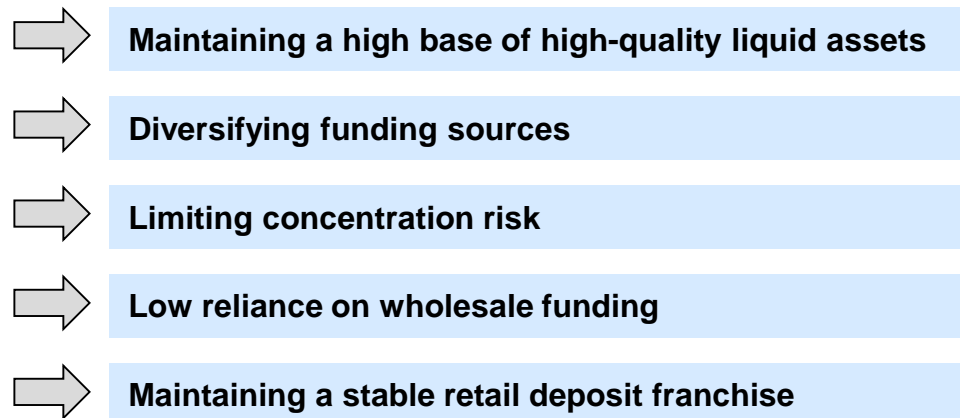 Maintaining a high base of high-quality liquid assets
Diversifying funding sources
Limiting concentration risk
Low reliance on wholesale funding
Maintaining a stable retail deposit franchise